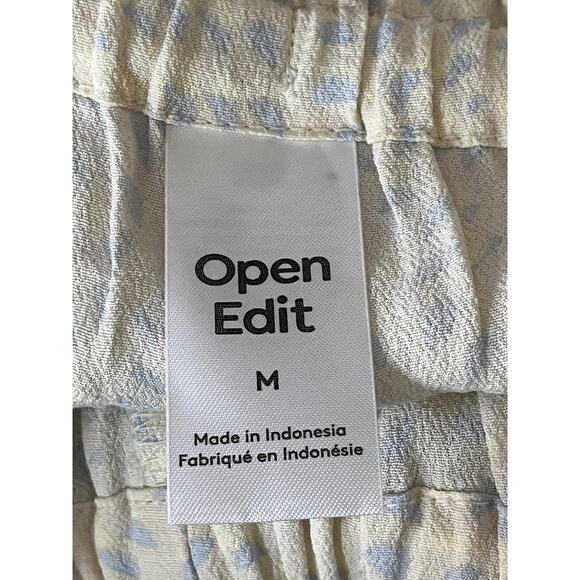 Open
Edit
M
Made in Indonesia
Fabriqué en Indonésie